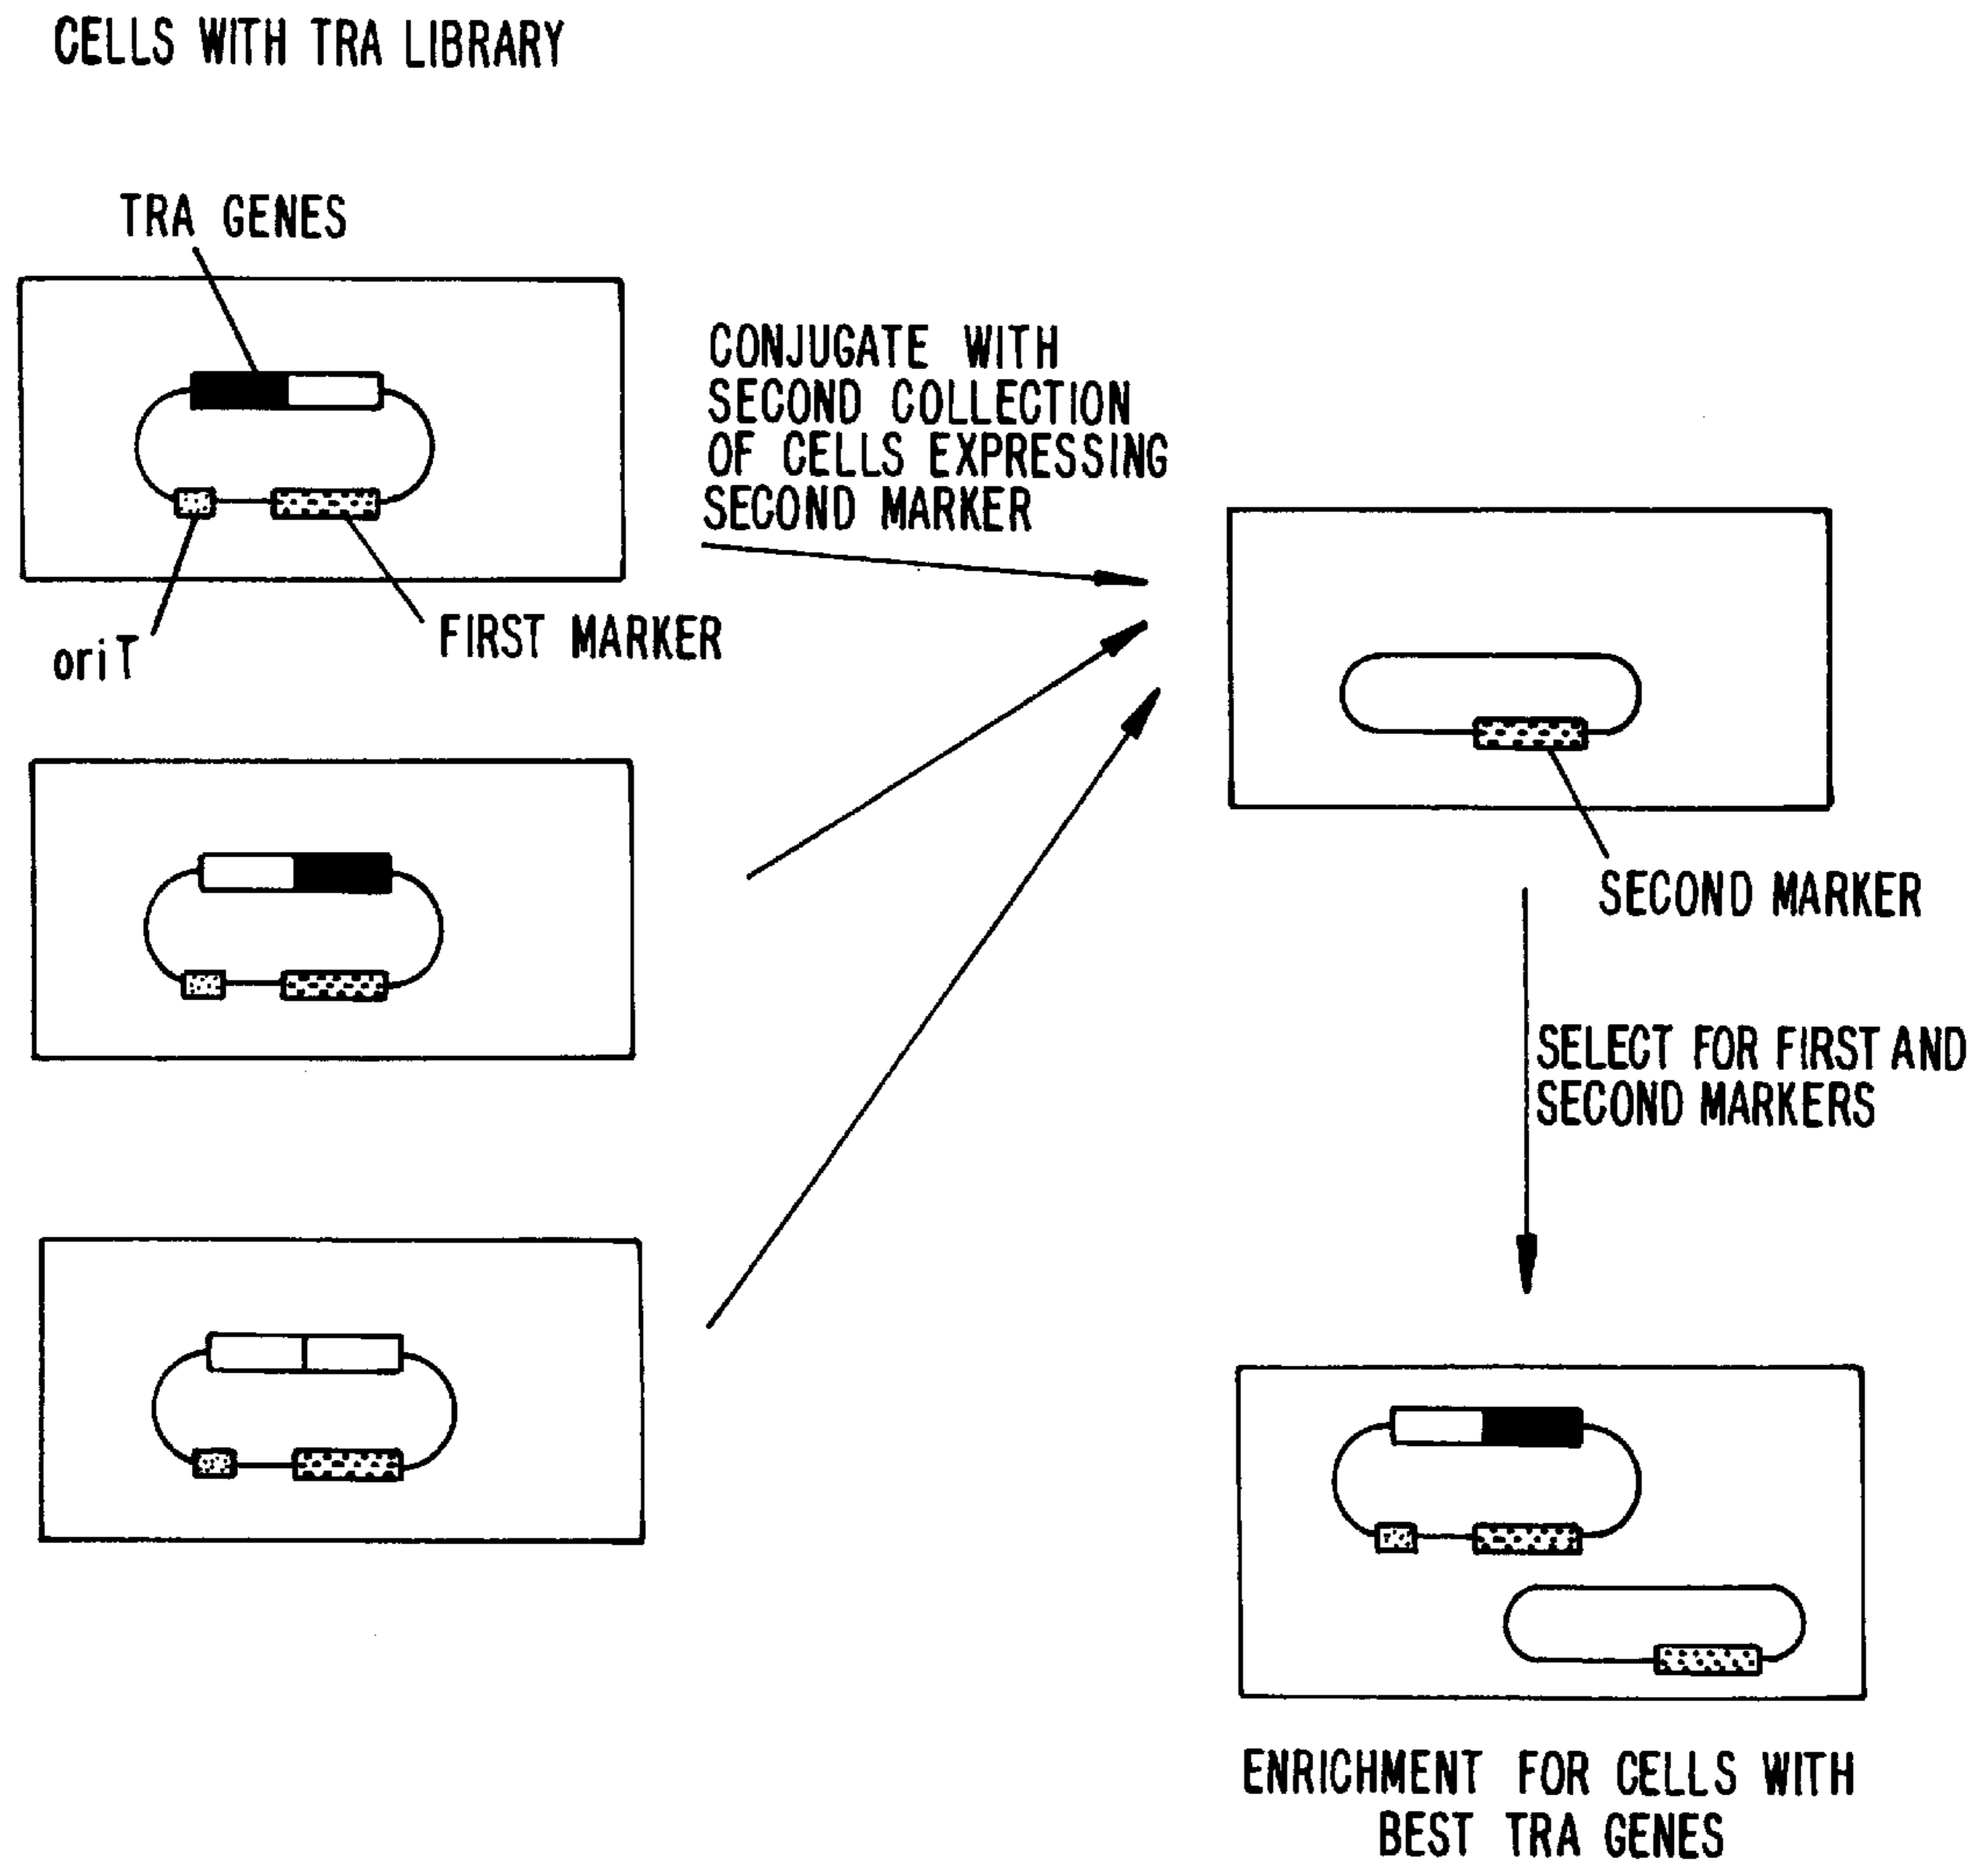 CELLS WITH TRA LIBRARY
TRA GENES
CONJUGATE WITH
SECOND COLLECTION
OF CELLS EXPRESSING
SECOND MARKER
oriT
FIRST MARKER
SECOND MARKER
SELECT FOR FIRST AND
SECOND MARKERS
ENRICHMENT FOR CELLS WITH
BEST TRA GENES